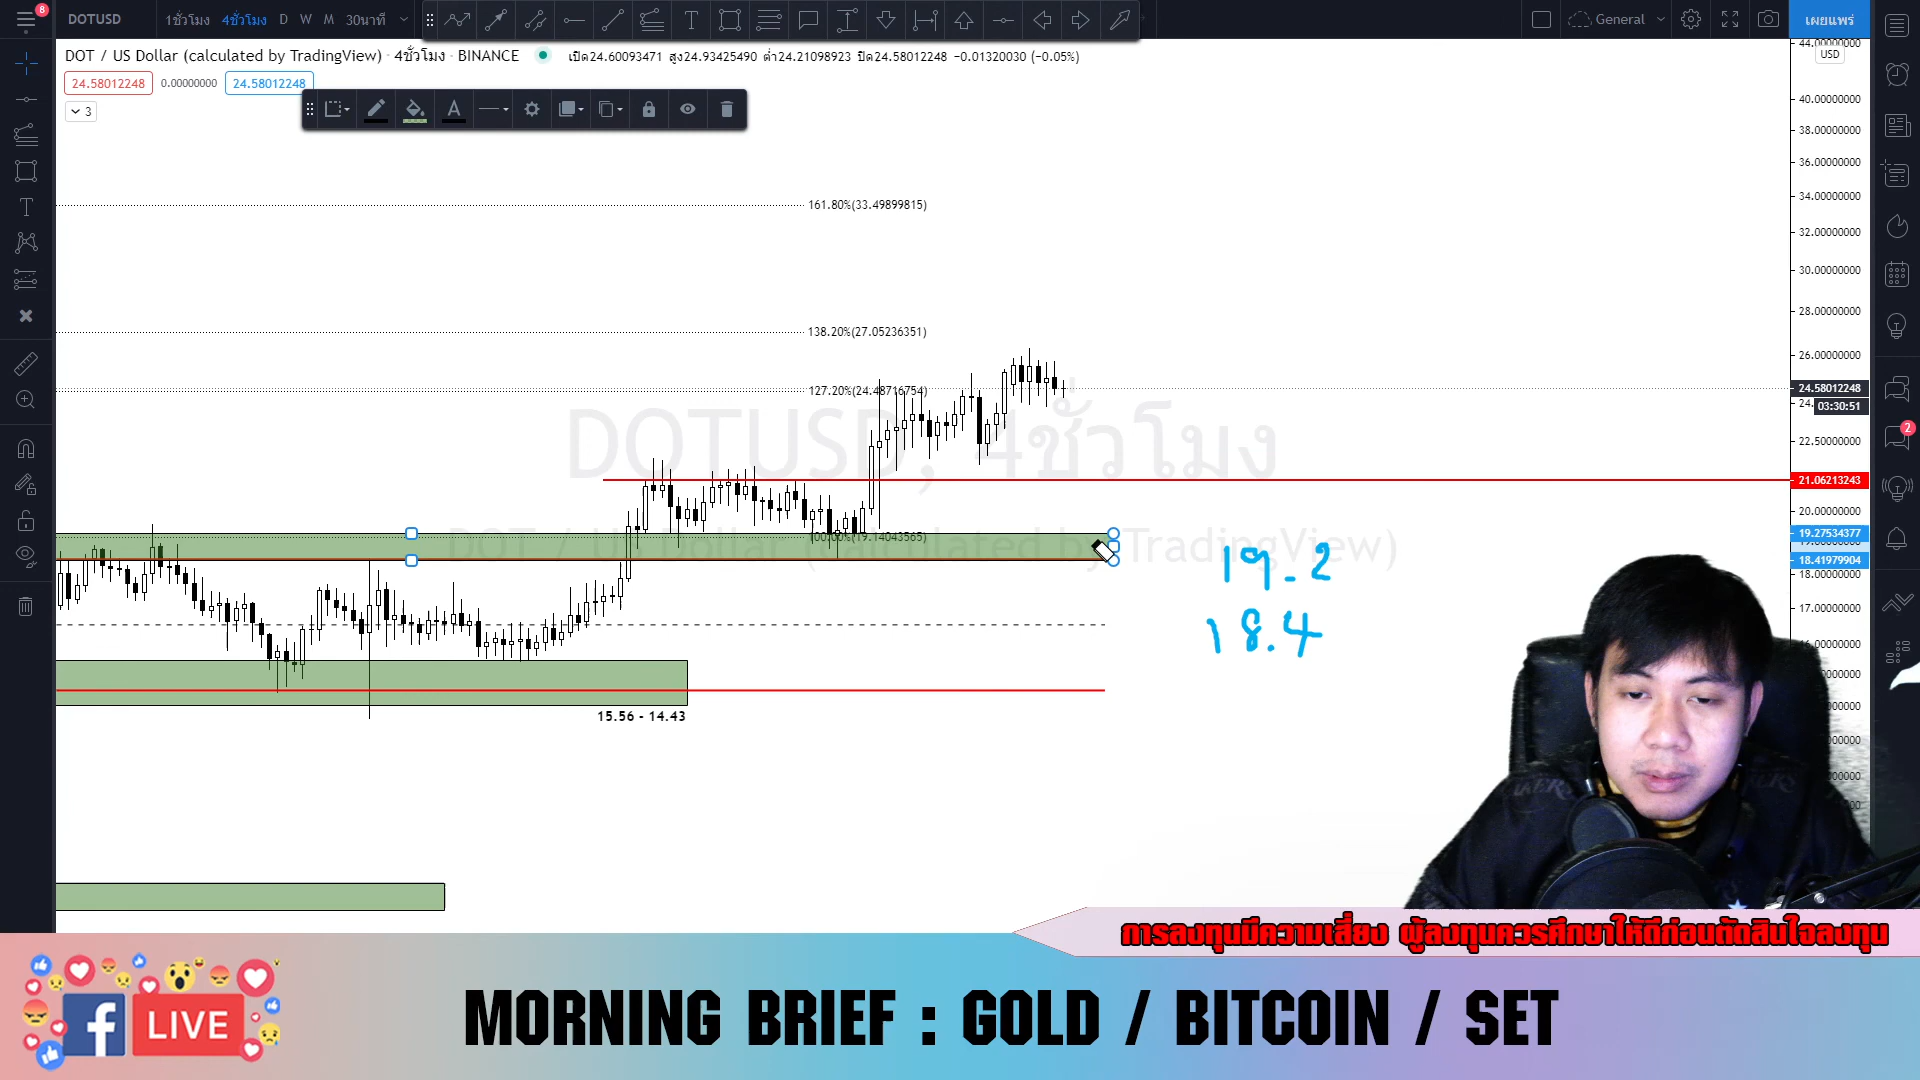 8
DOTUSD
1ชั่วโมง 4ชั่วโมง D W M 30นาที
T
General
เผยแพร่
DOT / US Dollar (calculated by TradingView) · 4ชั่วโมง · BINANCE เปิด24.60093471 สูง24.93425490 ต่ำ24.21098923 ปิด24.58012248 −0.01320030 (−0.05%)
24.58012248 0.00000000 24.58012248
3
A
T
44.00000000
USD
40.00000000
38.00000000
36.00000000
34.00000000
32.00000000
30.00000000
28.00000000
26.00000000
24.58012248
03:30:51
22.50000000
21.06213243
20.00000000
19.27534377
18.41979904
18.00000000
17.00000000
16.00000000
161.80%(33.49899815)
138.20%(27.05236351)
127.20%(24.48716754)
DOTUSD, 4ชั่วโมง
DOT / US Dollar (calculated by TradingView)
19.2
18.4
15.56 - 14.43
2
การลงทุนมีความเสี่ยง ผู้ลงทุนควรศึกษาให้ดีก่อนตัดสินใจลงทุน
f LIVE
MORNING BRIEF : GOLD / BITCOIN / SET